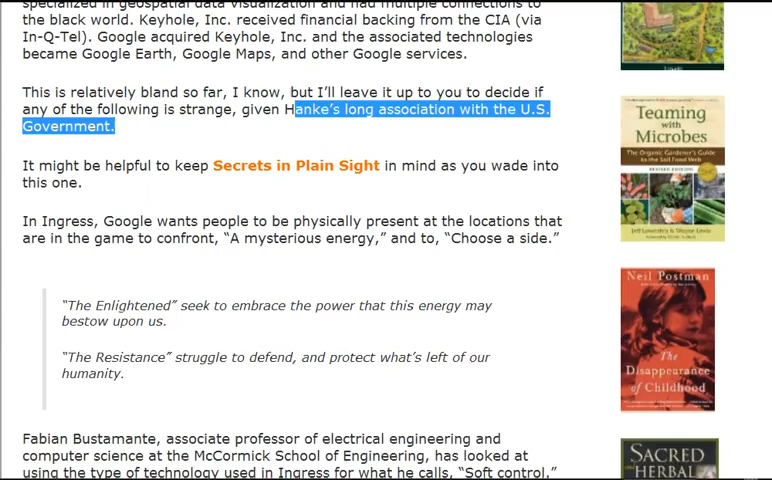 specialized in geospatial data visualization and had multiple connections to
the black world. Keyhole, Inc. received financial backing from the CIA (via
In-Q-Tel). Google acquired Keyhole, Inc. and the associated technologies
became Google Earth, Google Maps, and other Google services.
This is relatively bland so far, I know, but I’ll leave it up to you to decide if
any of the following is strange, given Hanke’s long association with the U.S.
Government.
It might be helpful to keep Secrets in Plain Sight in mind as you wade into
this one.
In Ingress, Google wants people to be physically present at the locations that
are in the game to confront, “A mysterious energy,” and to, “Choose a side.”
“The Enlightened” seek to embrace the power that this energy may
bestow upon us.
“The Resistance” struggle to defend, and protect what’s left of our
humanity.
Fabian Bustamante, associate professor of electrical engineering and
computer science at the McCormick School of Engineering, has looked at
using the type of technology used in Ingress for what he calls, “Soft control.”
Teaming
with
Microbes
The Organic Gardener's Guide
to the Soil Food Web
REVISED EDITION
Jeff Lowenfels & Wayne Lewis
Neil Postman
The
Disappearance
of Childhood
SACRED
HERBAL